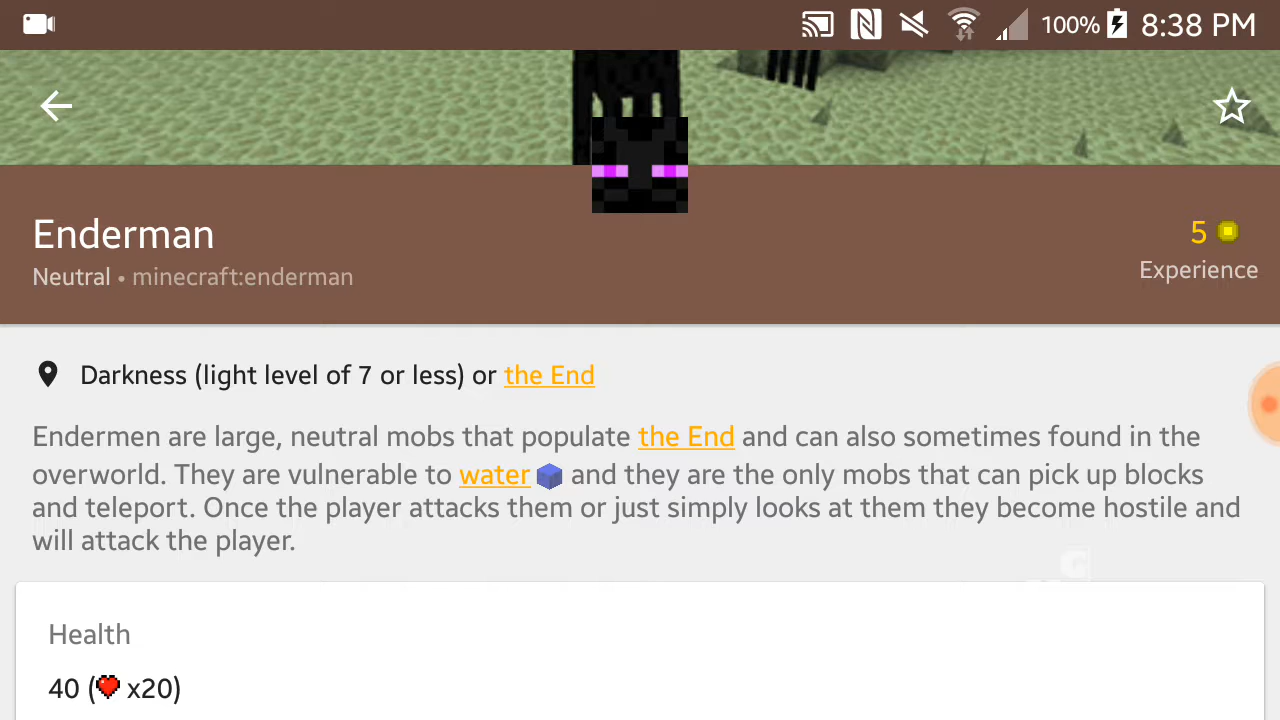 100% 8:38 PM
Enderman
Neutral • minecraft:enderman
5
Experience
Darkness (light level of 7 or less) or the End
Endermen are large, neutral mobs that populate the End and can also sometimes found in the
overworld. They are vulnerable to water and they are the only mobs that can pick up blocks
and teleport. Once the player attacks them or just simply looks at them they become hostile and
will attack the player.
Health
40 ( x20)